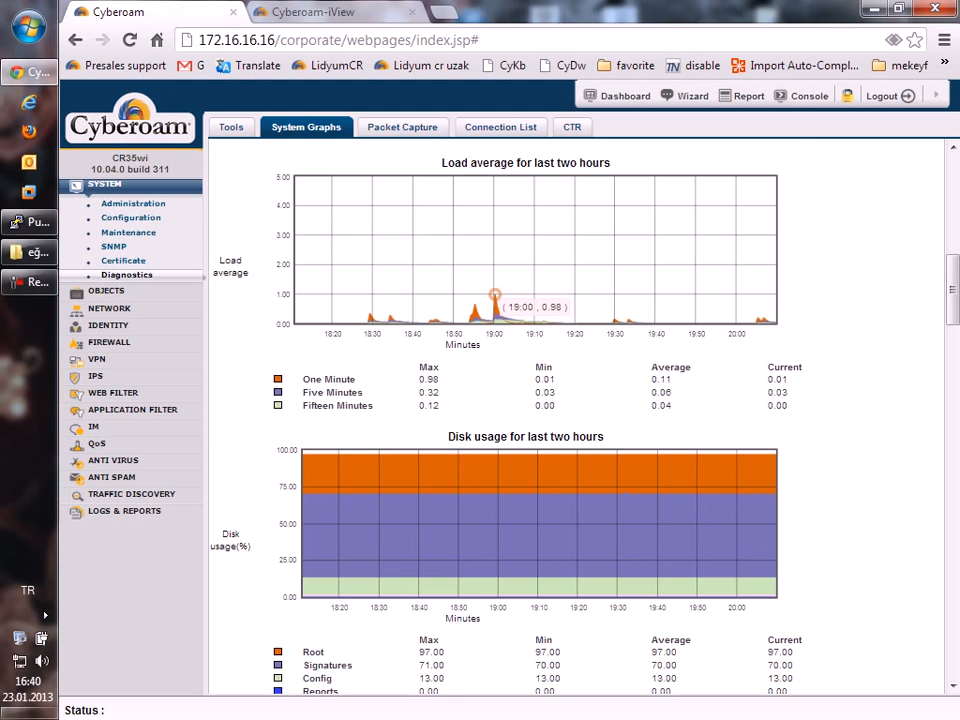 Cyberoam
Cyberoam-iView
172.16.16.16/corporate/webpages/index.jsp#
Presales support
G
Translate
LidyumCR
Lidyum cr uzak
CyKb
CyDw
favorite
disable
Import Auto-Compl...
mekeyf
»
Cy...
Pu...
eğ...
Re...
TR
16:40
23.01.2013
Dashboard
Wizard
Report
Console
Logout
Cyberoam
CR35wi
10.04.0 build 311
Tools
System Graphs
Packet Capture
Connection List
CTR
SYSTEM
Administration
Configuration
Maintenance
SNMP
Certificate
Diagnostics
OBJECTS
NETWORK
IDENTITY
FIREWALL
VPN
IPS
WEB FILTER
APPLICATION FILTER
IM
QoS
ANTI VIRUS
ANTI SPAM
TRAFFIC DISCOVERY
LOGS & REPORTS
Load average for last two hours
5.00
4.00
3.00
2.00
1.00
0.00
Load
average
( 19:00 , 0.98 )
18:20 18:30 18:40 18:50 19:00 19:10 19:20 19:30 19:40 19:50 20:00
Minutes
Max Min Average Current
One Minute 0.98 0.01 0.11 0.01
Five Minutes 0.32 0.03 0.06 0.03
Fifteen Minutes 0.12 0.00 0.04 0.00
Disk usage for last two hours
100.00
75.00
50.00
25.00
0.00
Disk
usage(%)
18:20 18:30 18:40 18:50 19:00 19:10 19:20 19:30 19:40 19:50 20:00
Minutes
Max Min Average Current
Root 97.00 97.00 97.00 97.00
Signatures 71.00 70.00 70.00 70.00
Config 13.00 13.00 13.00 13.00
Reports 0.00 0.00 0.00 0.00
Status :